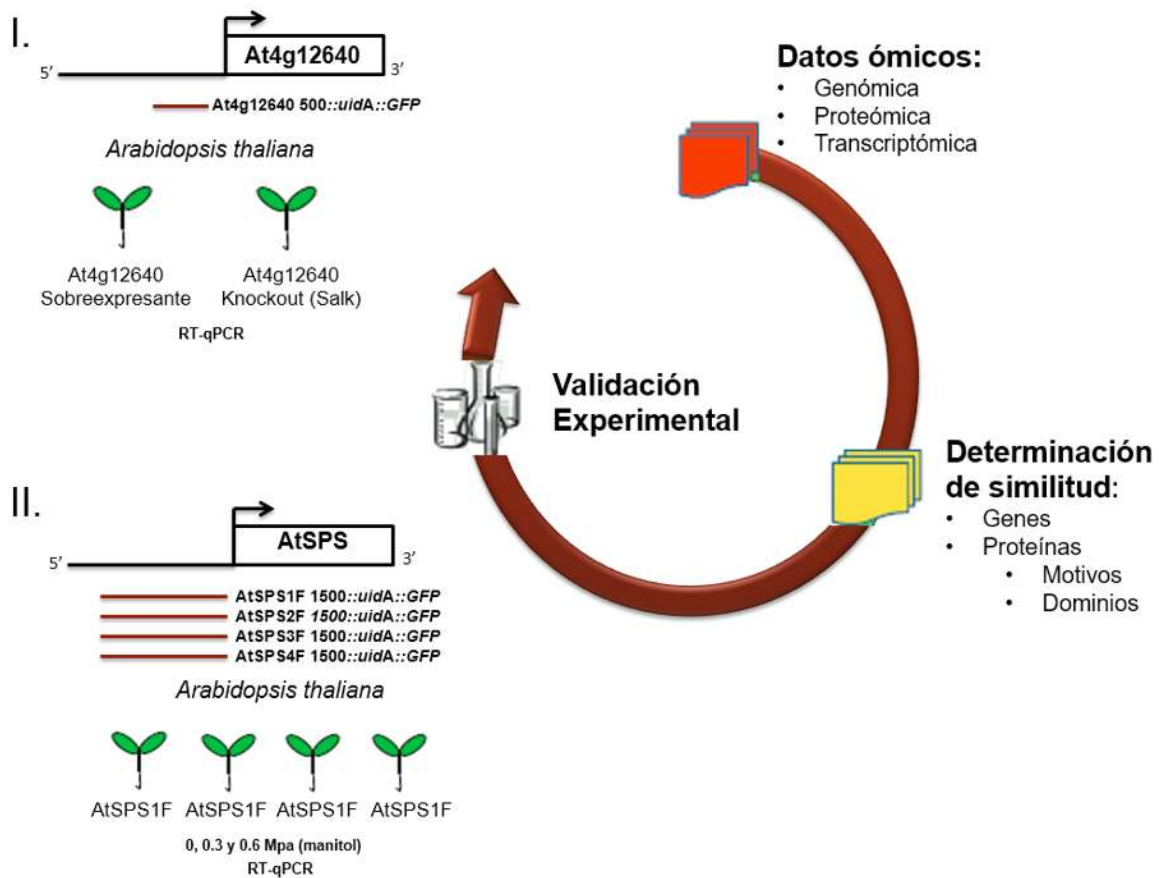 I.
At4g12640
5’
3’
At4g12640 500::uidA::GFP
Arabidopsis thaliana
At4g12640
Sobreexpresante
At4g12640
Knockout (Salk)
RT-qPCR
II.
AtSPS
5’
3’
AtSPS1F 1500::uidA::GFP
AtSPS2F 1500::uidA::GFP
AtSPS3F 1500::uidA::GFP
AtSPS4F 1500::uidA::GFP
Arabidopsis thaliana
AtSPS1F
AtSPS1F
AtSPS1F
AtSPS1F
0, 0.3 y 0.6 Mpa (manitol)
RT-qPCR
Datos ómicos:
• Genómica
• Proteómica
• Transcriptómica
Validación
Experimental
Determinación
de similitud:
• Genes
• Proteínas
• Motivos
• Dominios